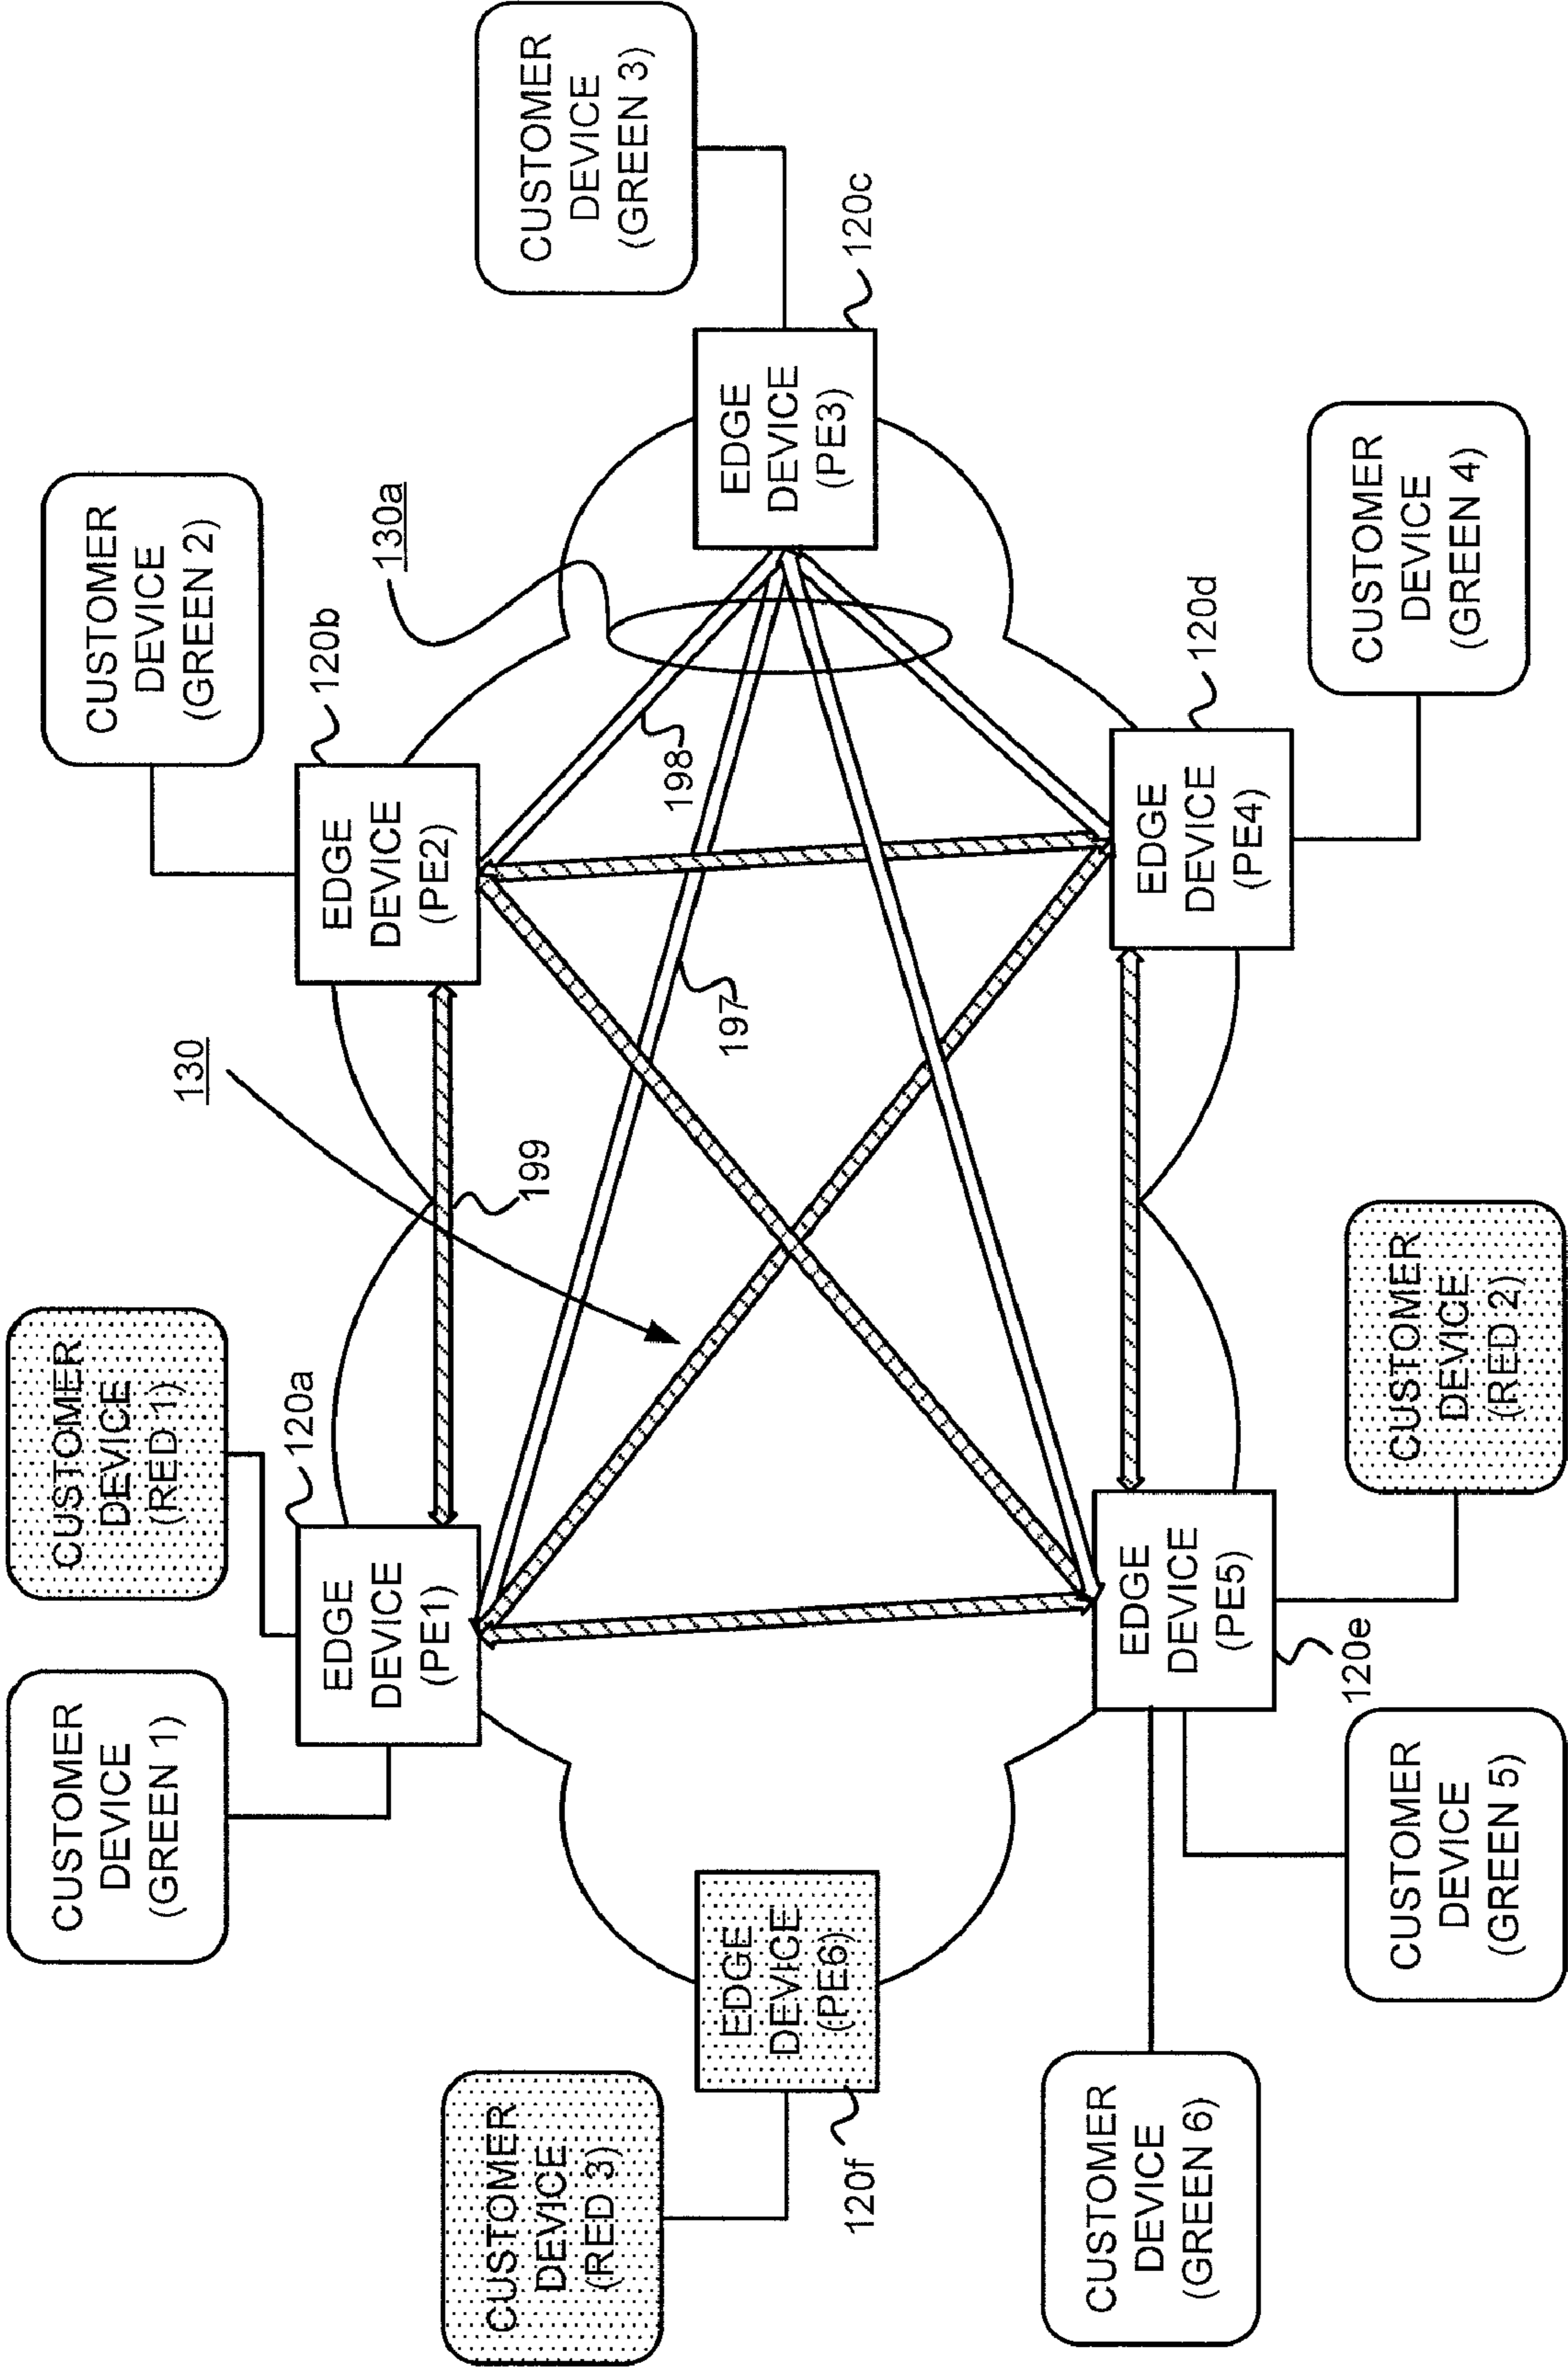 CUSTOMER
DEVICE
(GREEN 1)
CUSTOMER
DEVICE
(RED 1)
CUSTOMER
DEVICE
(GREEN 2)
120a
130
120b
EDGE
DEVICE
(PE1)
EDGE
DEVICE
(PE2)
199
130a
CUSTOMER
DEVICE
(RED 3)
CUSTOMER
DEVICE
(GREEN 3)
198
197
EDGE
DEVICE
(PE6)
120f
EDGE
DEVICE
(PE3)
120c
EDGE
DEVICE
(PE5)
EDGE
DEVICE
(PE4)
120d
120e
CUSTOMER
DEVICE
(GREEN 6)
CUSTOMER
DEVICE
(GREEN 5)
CUSTOMER
DEVICE
(RED 2)
CUSTOMER
DEVICE
(GREEN 4)